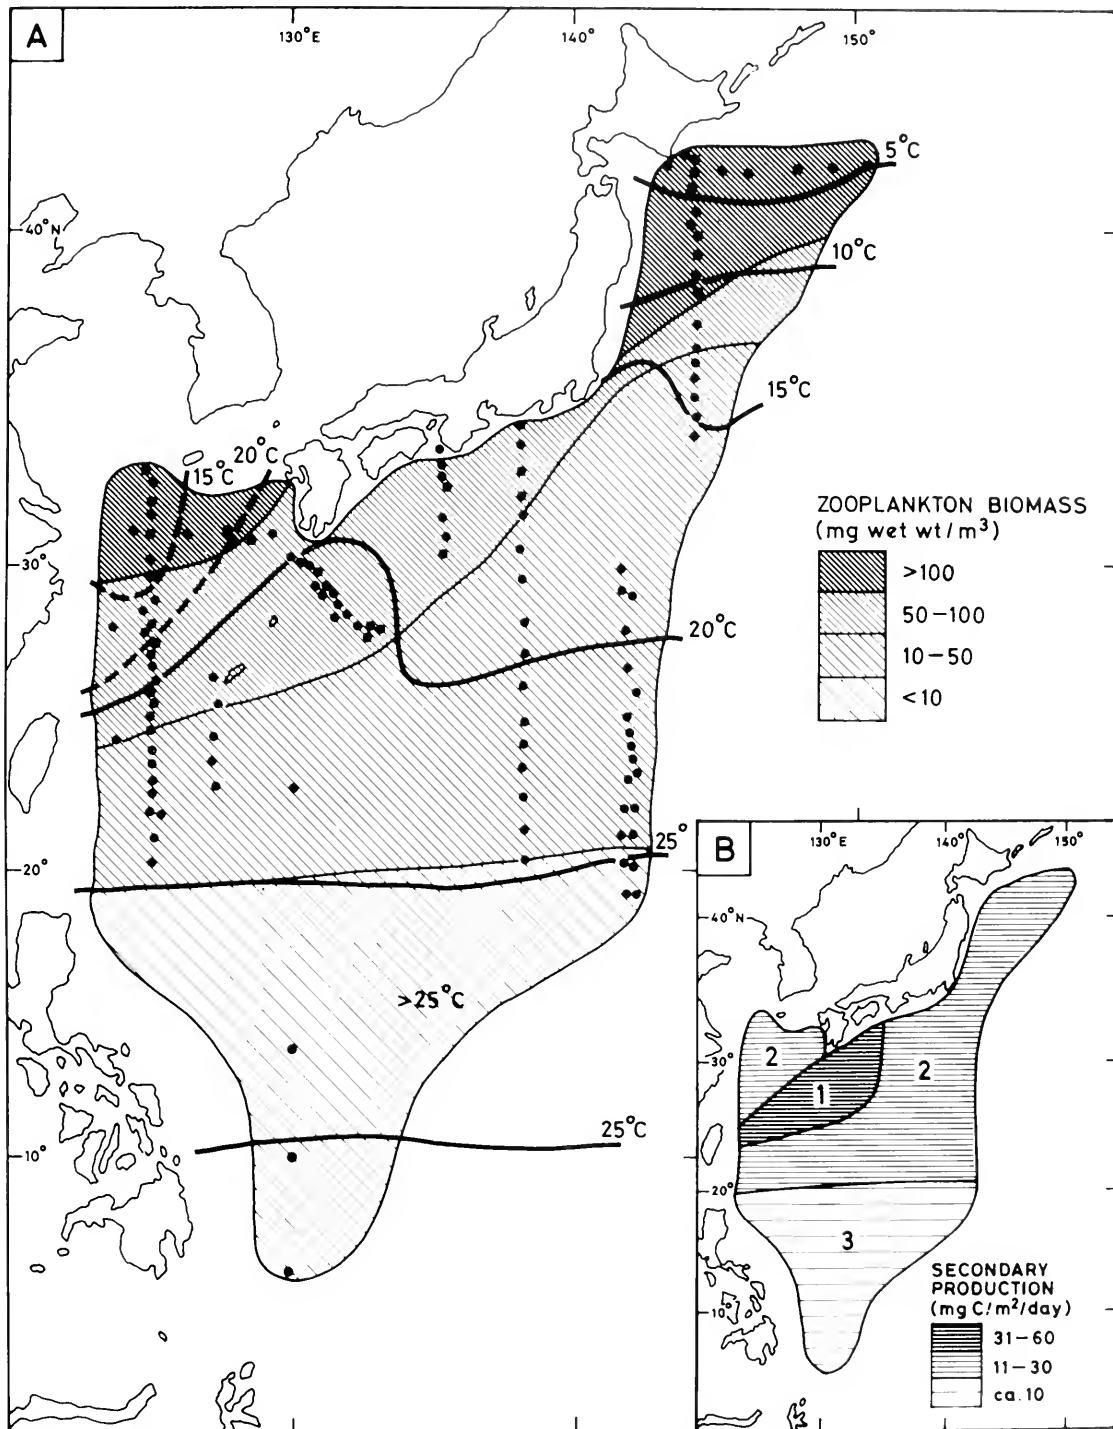 A
130°E
140°
150°
5°C
40°N
10°C
15°C
15°C
20°C
ZOOPLANKTON BIOMASS
(mg wet wt/m³)
>100
50–100
10–50
<10
30°
20°C
20°
25°
>25°C
10°
25°C
B
130°E
140°
150°
40°N
30°
20°
10°
2
1
2
3
SECONDARY
PRODUCTION
(mg C/m²/day)
31–60
11–30
ca.10